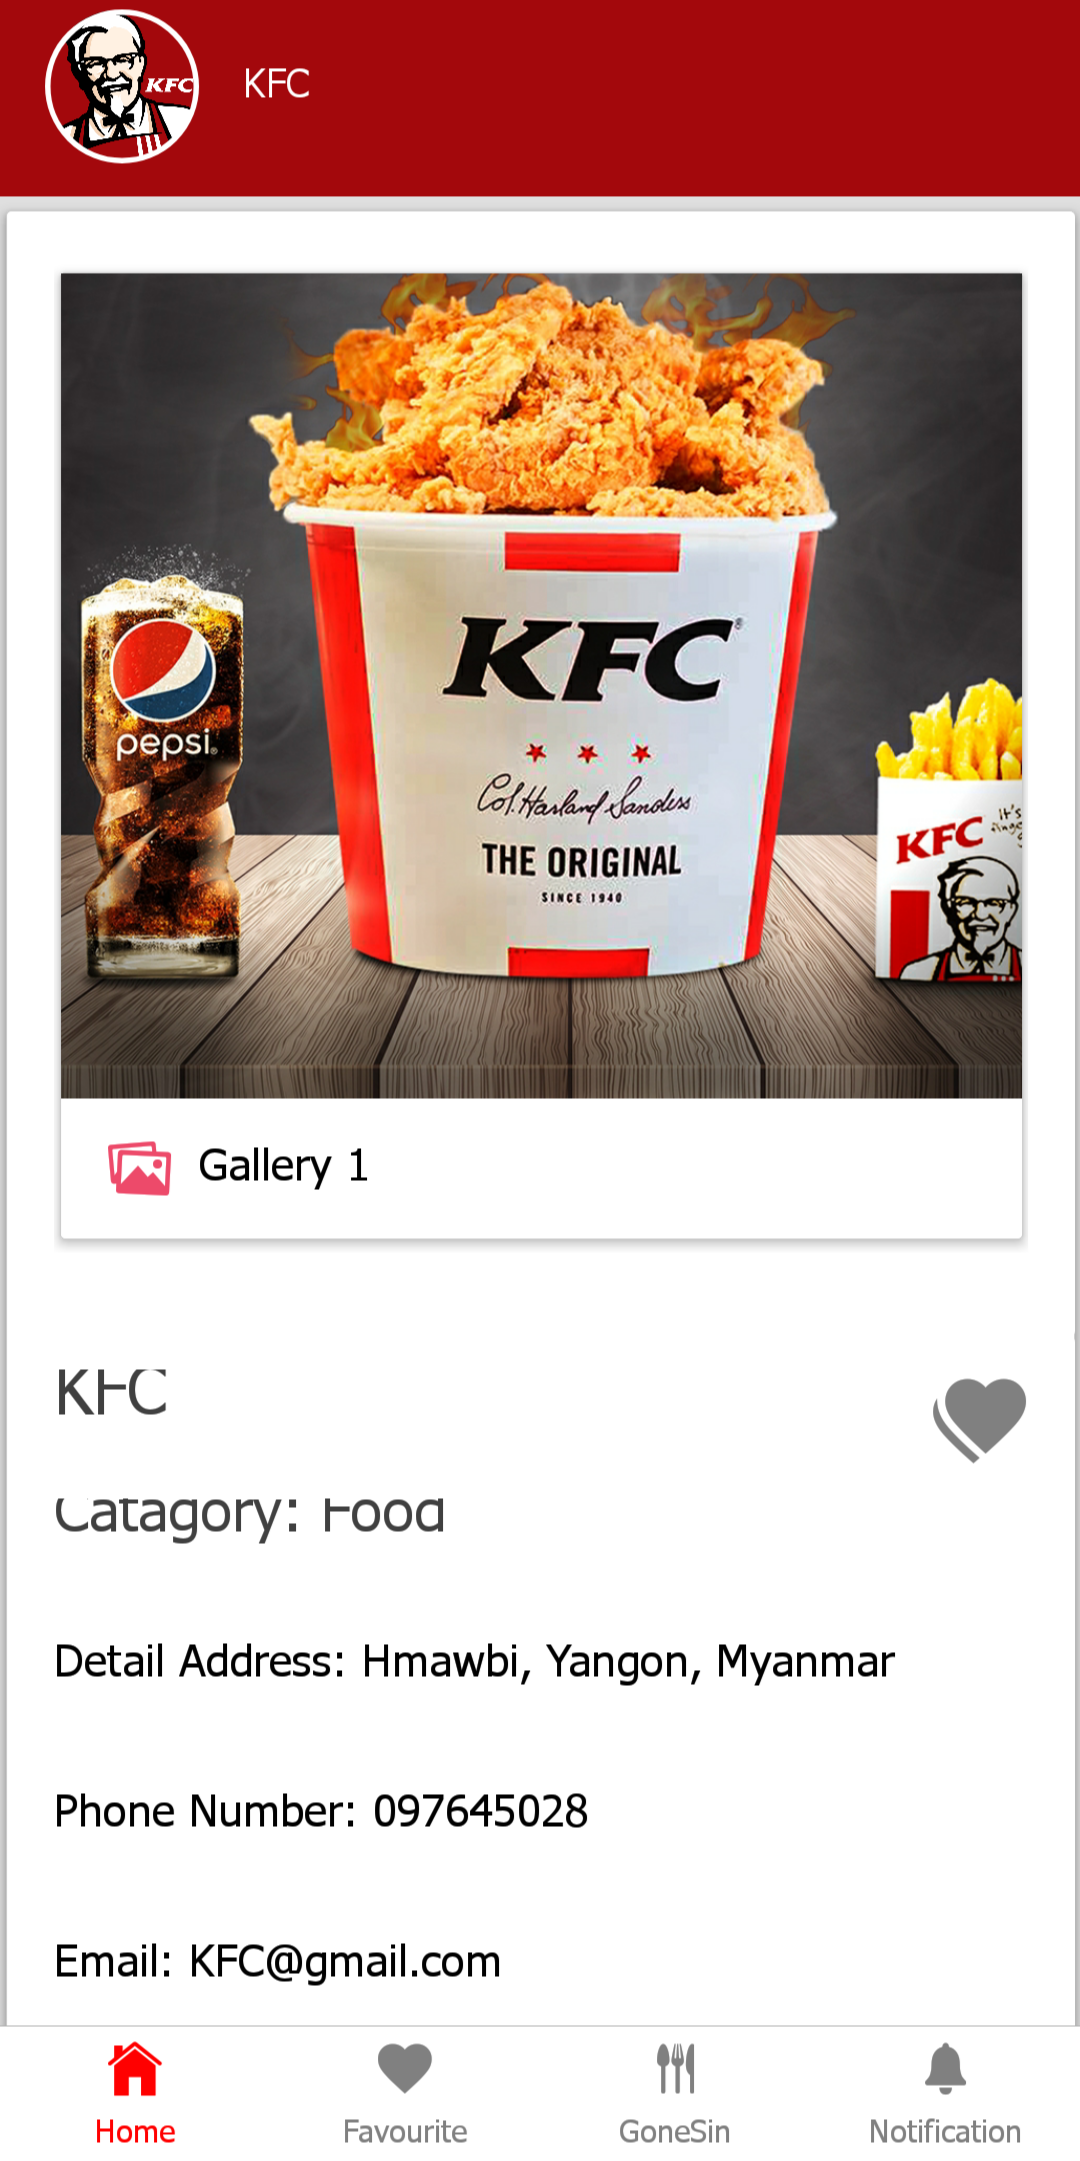 KFC
KFC
pepsi
KFC
Col. Harland Sanders
THE ORIGINAL
SINCE 1940
KFC
It's
Gallery 1
KFC
Catagory: Food
Detail Address: Hmawbi, Yangon, Myanmar
Phone Number: 097645028
Email: KFC@gmail.com
Home
Favourite
GoneSin
Notification